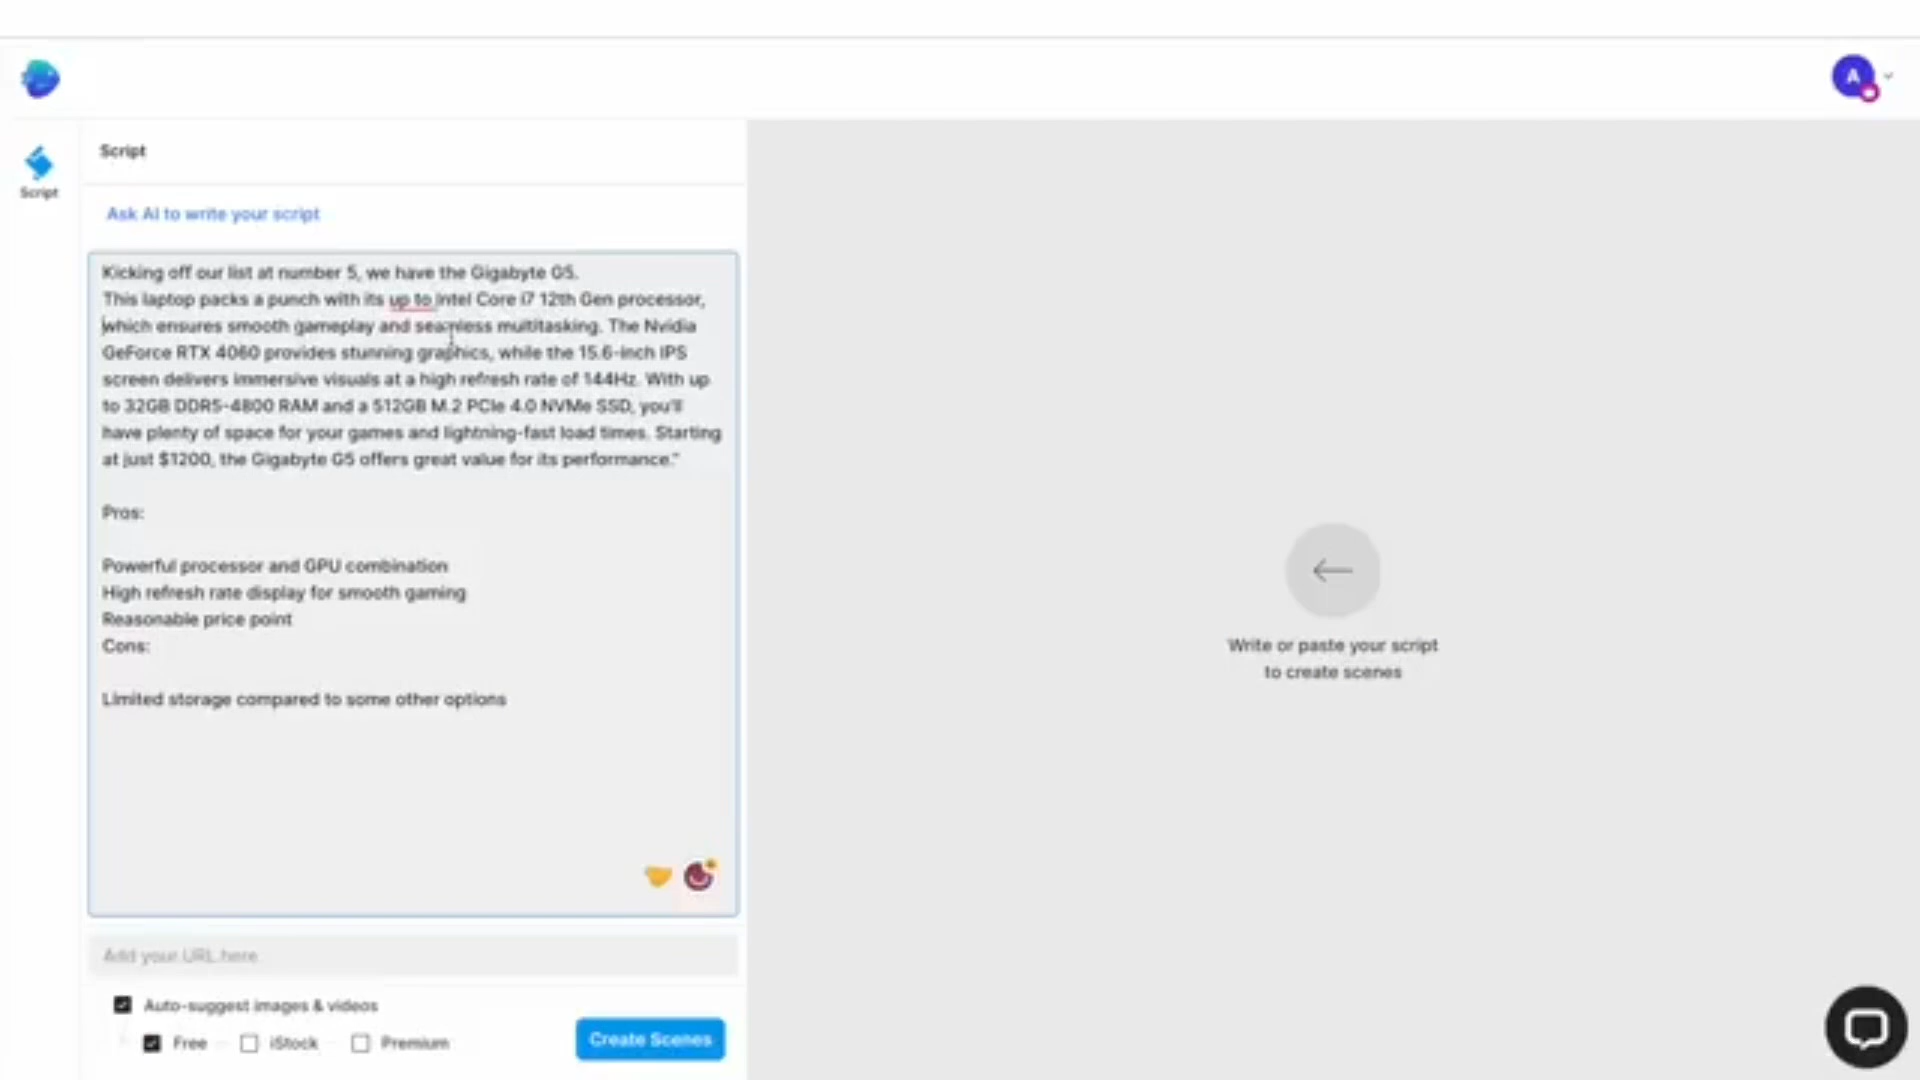 A
Script
Script
Ask AI to write your script
Kicking off our list at number 5, we have the Gigabyte G5.
This laptop packs a punch with its up to Intel Core i7 12th Gen processor,
which ensures smooth gameplay and seamless multitasking. The Nvidia
GeForce RTX 4060 provides stunning graphics, while the 15.6-inch IPS
screen delivers immersive visuals at a high refresh rate of 144Hz. With up
to 32GB DDR5-4800 RAM and a 512GB M.2 PCIe 4.0 NVMe SSD, you'll
have plenty of space for your games and lightning-fast load times. Starting
at just $1200, the Gigabyte G5 offers great value for its performance."
Pros:
Powerful processor and GPU combination
High refresh rate display for smooth gaming
Reasonable price point
Cons:
Limited storage compared to some other options
Add your URL here
Auto-suggest images & videos
Free iStock Premium
Create Scenes
Write or paste your script
to create scenes